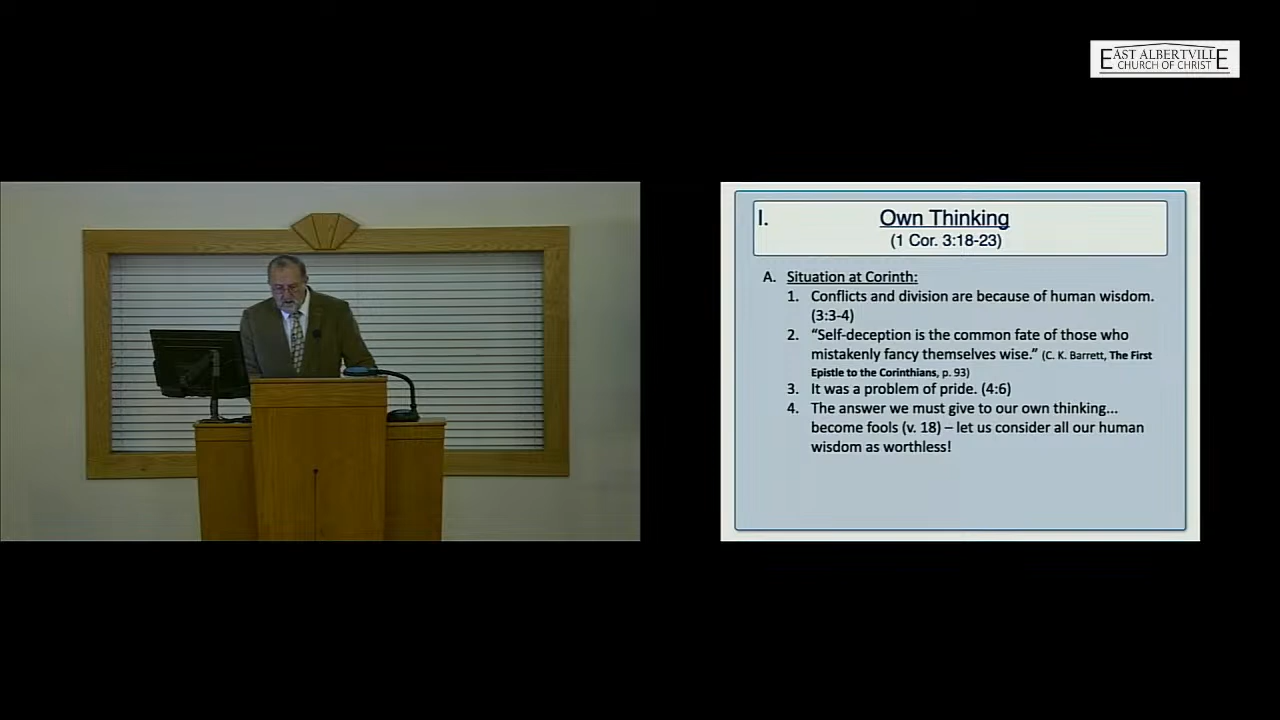 EAST ALBERTVILLE
CHURCH OF CHRIST
I. Own Thinking
(1 Cor. 3:18-23)
A. Situation at Corinth:
1. Conflicts and division are because of human wisdom.
(3:3-4)
2. “Self-deception is the common fate of those who
mistakenly fancy themselves wise.” (C. K. Barrett, The First
Epistle to the Corinthians, p. 93)
3. It was a problem of pride. (4:6)
4. The answer we must give to our own thinking...
become fools (v. 18) – let us consider all our human
wisdom as worthless!